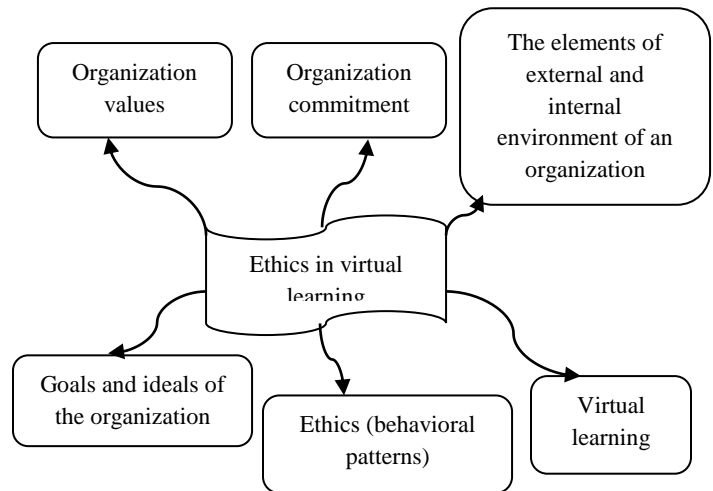 Organization
values
Organization
commitment
The elements of
external and
internal
environment of an
organization
Ethics in virtual
learning
Goals and ideals of
the organization
Ethics (behavioral
patterns)
Virtual
learning